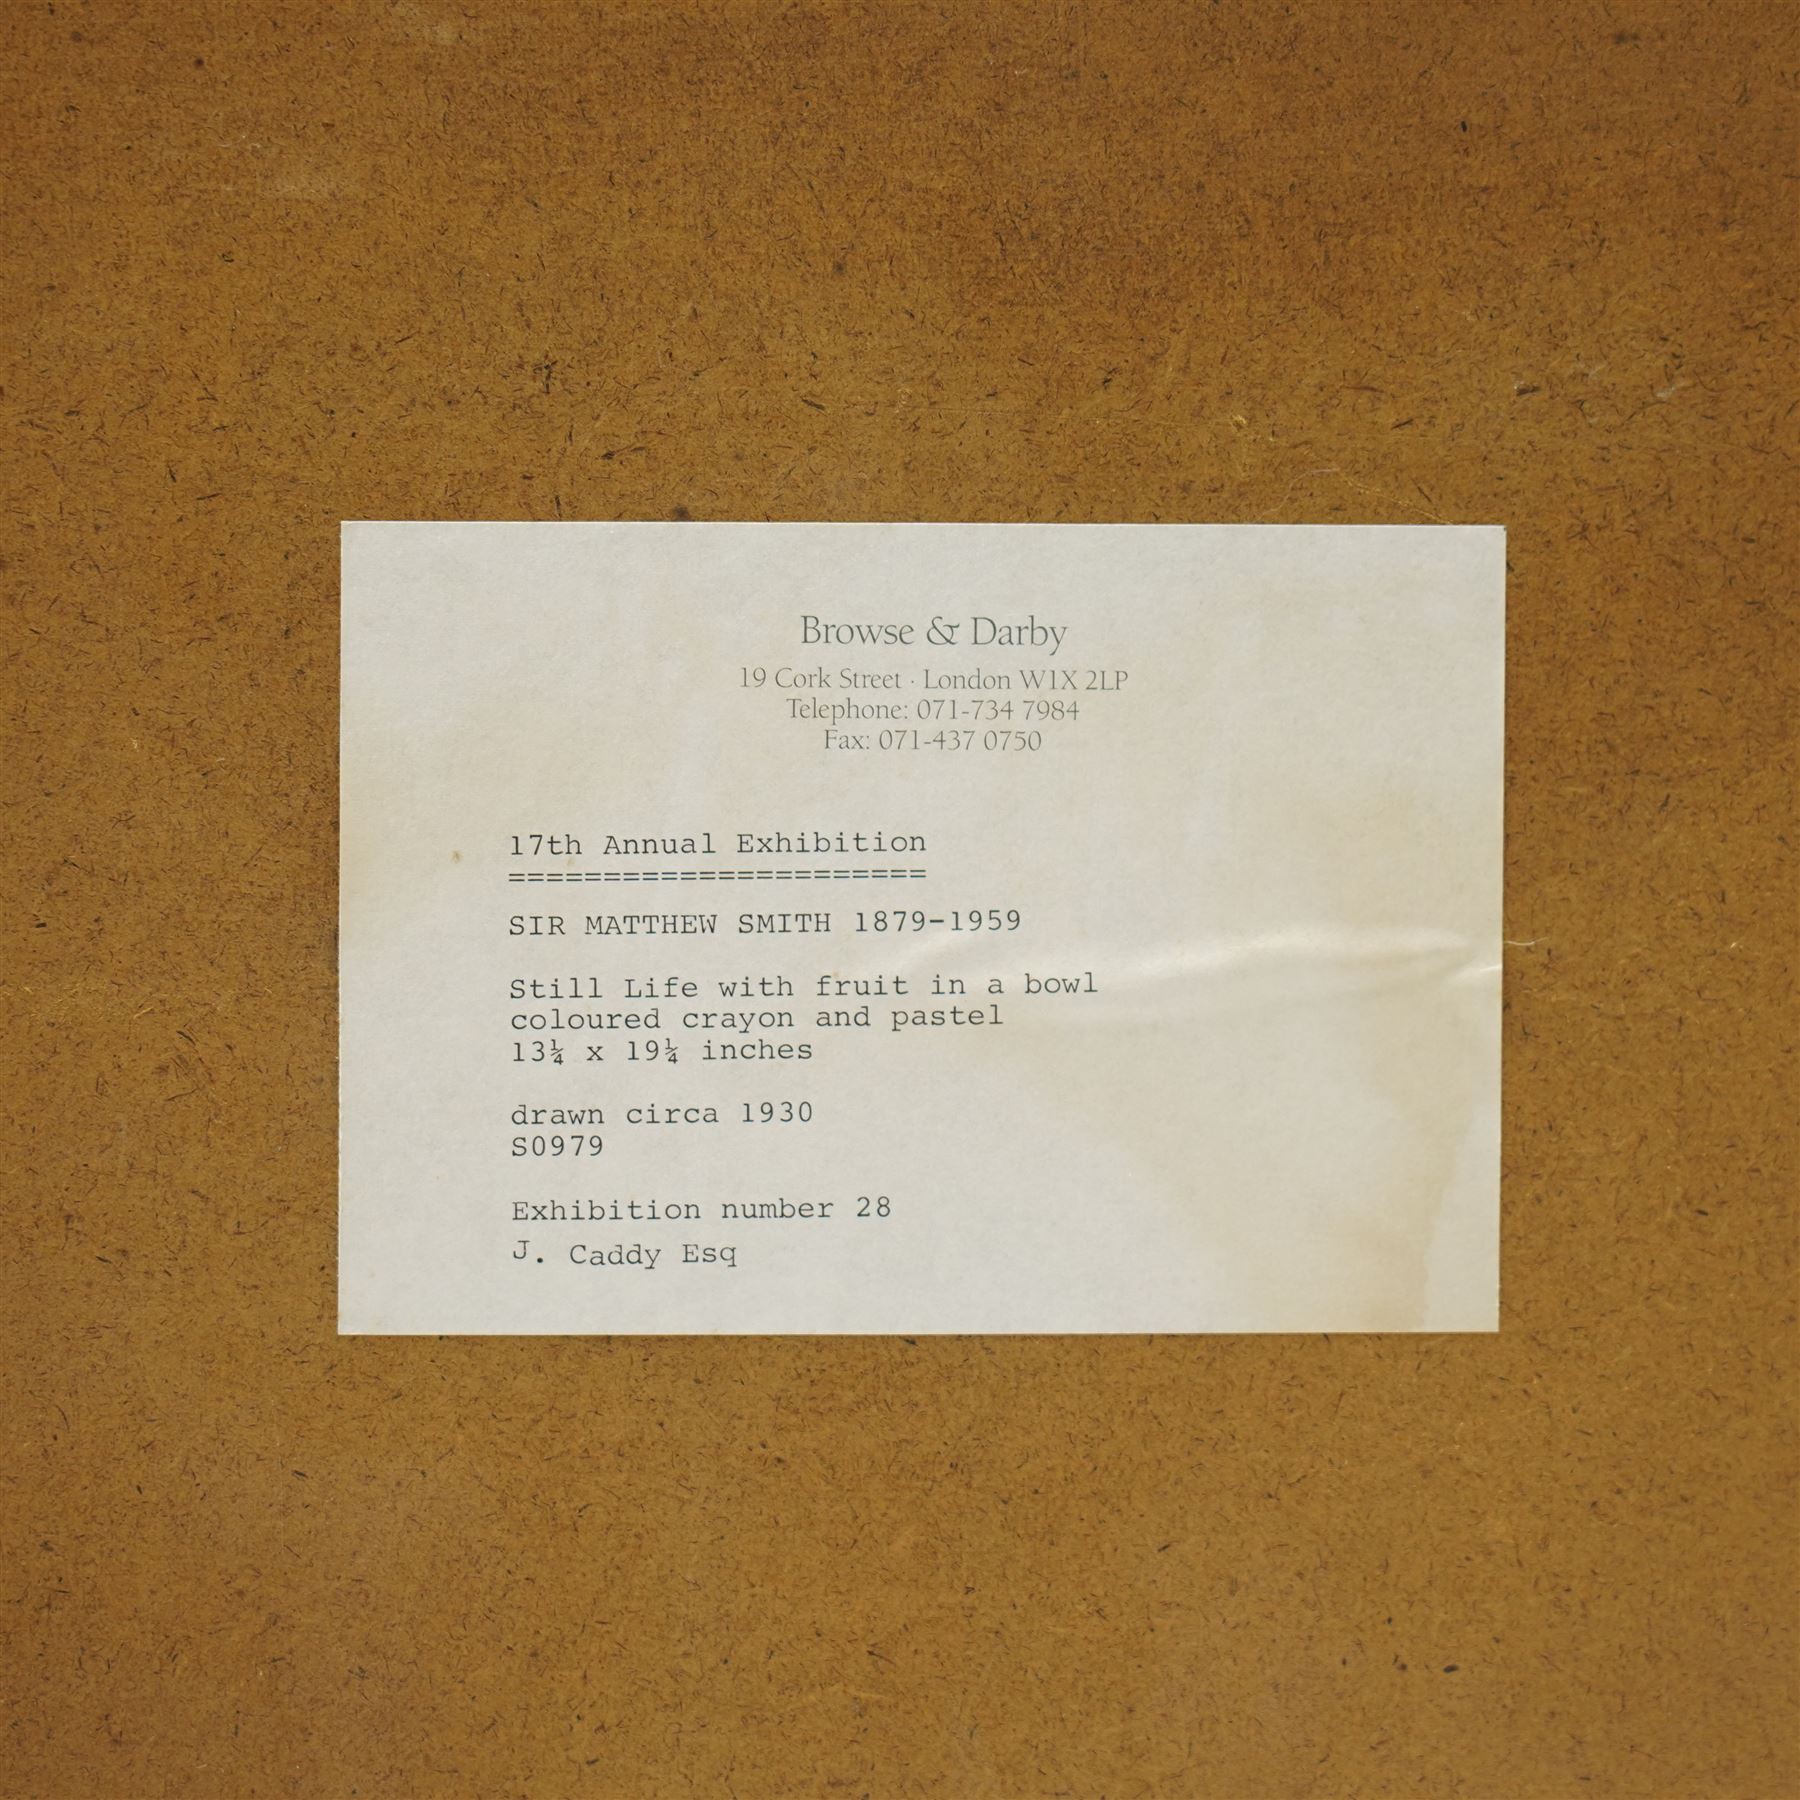 Browse & Darby
19 Cork Street · London W1X 2LP
Telephone: 071-734 7984
Fax: 071-437 0750
17th Annual Exhibition
======================
SIR MATTHEW SMITH 1879-1959
Still Life with fruit in a bowl
coloured crayon and pastel
13¼ x 19¼ inches
drawn circa 1930
S0979
Exhibition number 28
J. Caddy Esq